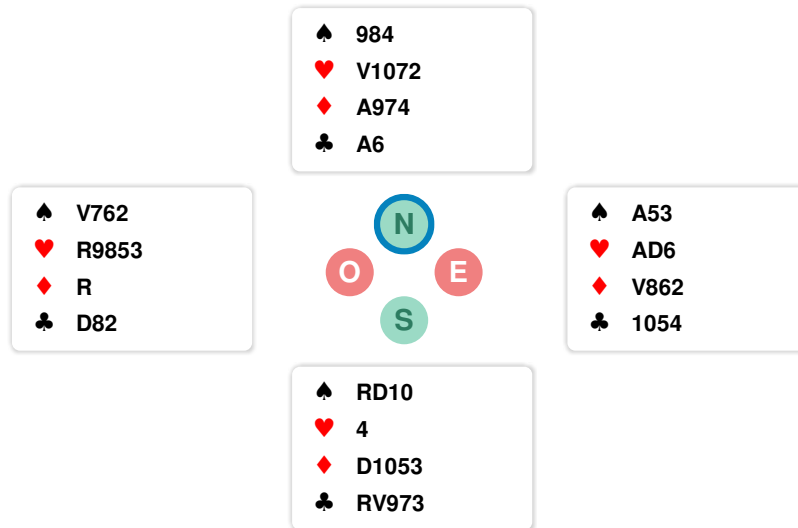 ♠ 984
♥ V1072
♦ A974
♣ A6
♠ V762
♥ R9853
♦ R
♣ D82
N
O
E
S
♠ A53
♥ AD6
♦ V862
♣ 1054
♠ RD10
♥ 4
♦ D1053
♣ RV973